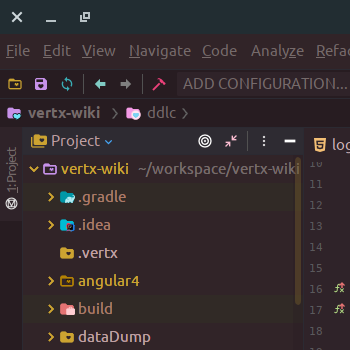 File Edit View Navigate Code Analyze Refac
ADD CONFIGURATION...
vertx-wiki ddlc
1: Project
Project
log
vertx-wiki ~/workspace/vertx-wiki
10
.gradle
11
12
.idea
13
.vertx
14
15
angular4
16
build
17
dataDump
18